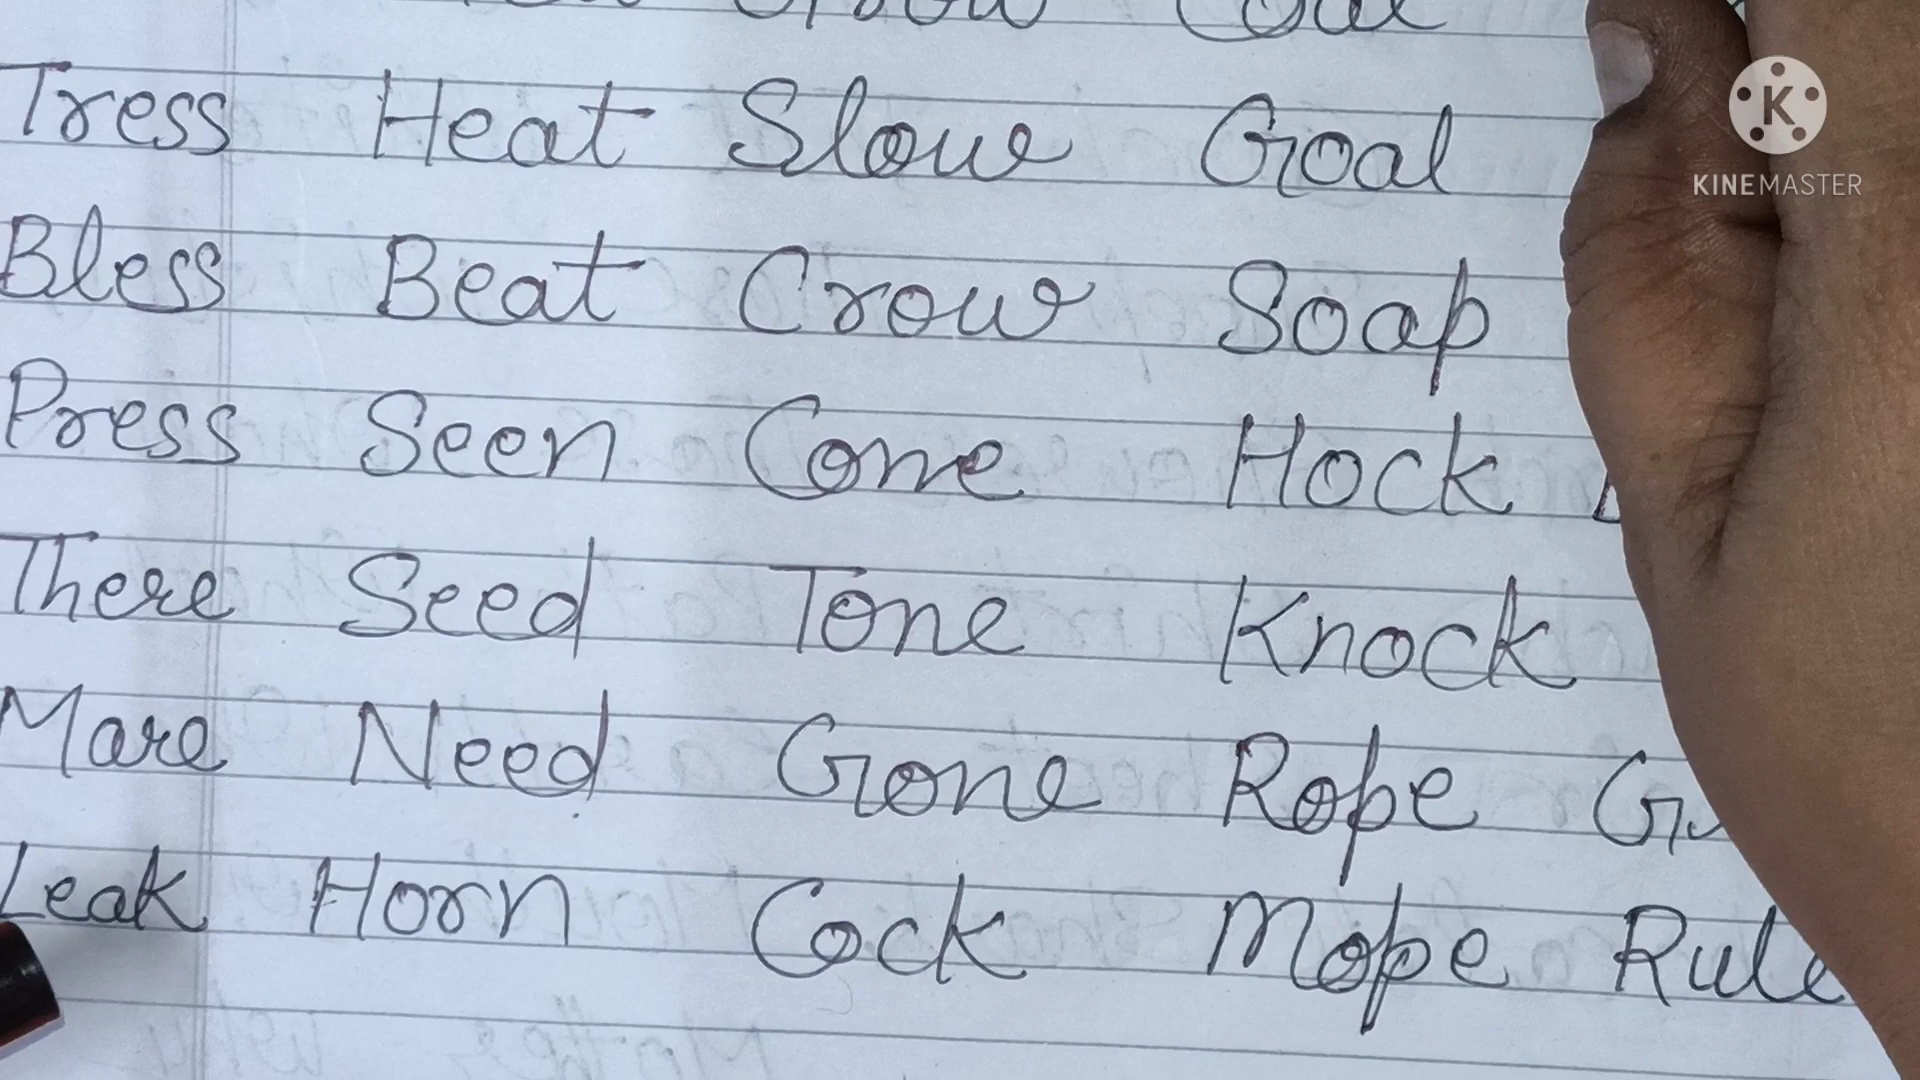 Tress Heat Slow Goal
Bless Beat Crow Soap
Press Seen Cone Hock
There Seed Tone Knock
Mare Need Gone Rope
Leak Horn Cock Mope Rule
KINEMASTER